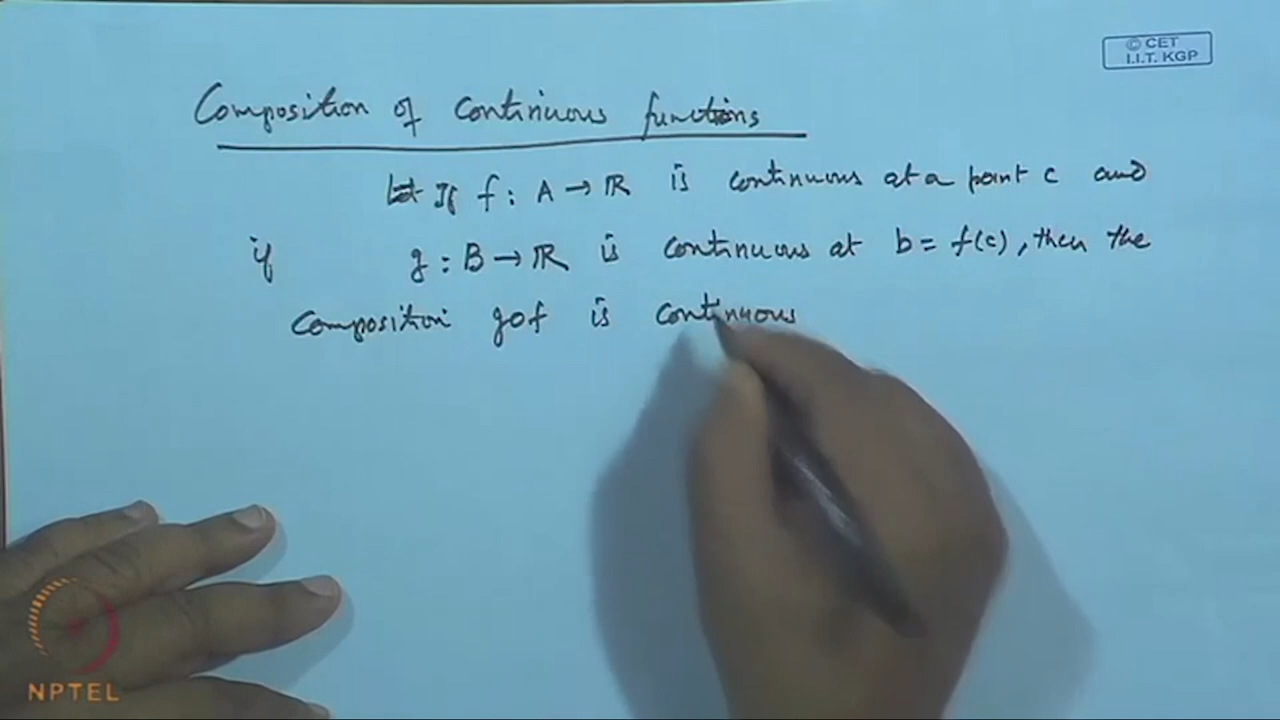 © CET
I.I.T. KGP
Composition of Continuous functions
If f : A → ℝ is continuous at a point c and
if g : B → ℝ is continuous at b = f(c), then the
Composition gof is continuous
NPTEL